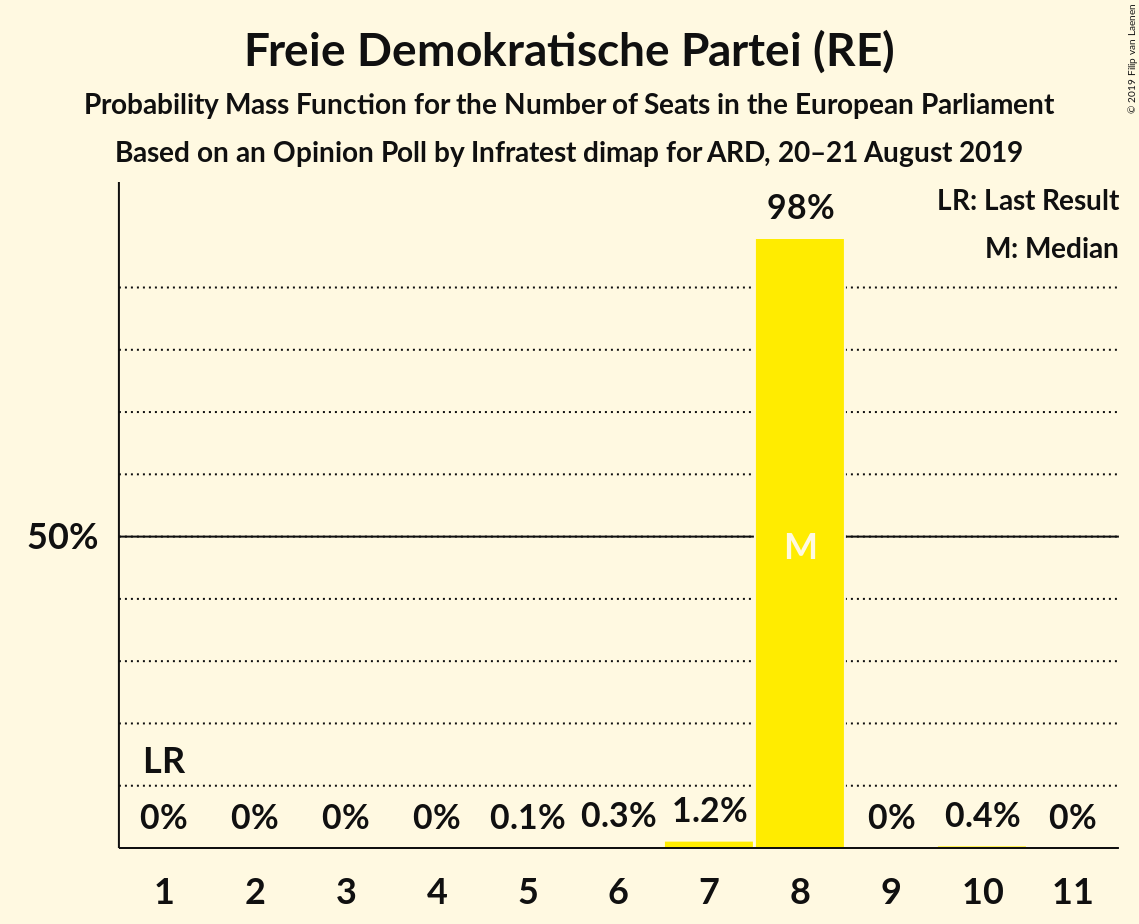 Freie Demokratische Partei (RE)
Probability Mass Function for the Number of Seats in the European Parliament
Based on an Opinion Poll by Infratest dimap for ARD, 20–21 August 2019
© 2019 Filip van Laenen
LR: Last Result
M: Median
98%
50%
M
LR
0% 0% 0% 0% 0.1% 0.3% 1.2% 0% 0.4% 0%
1 2 3 4 5 6 7 8 9 10 11